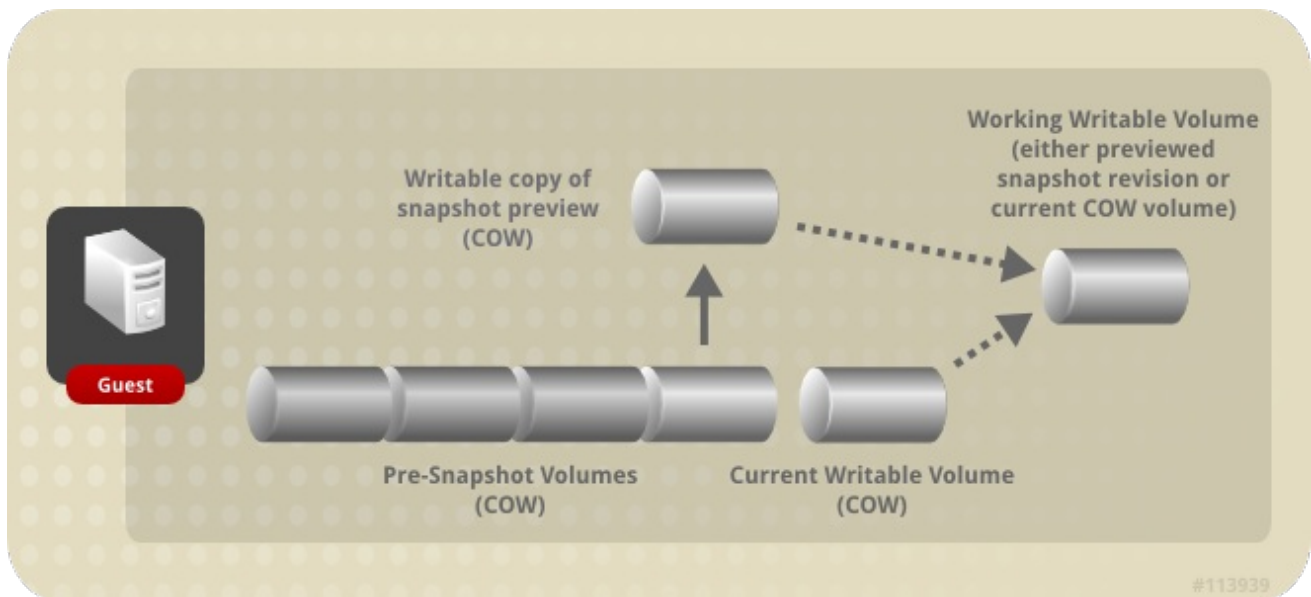 Working Writable Volume
(either previewed
snapshot revision or
current COW volume)
Writable copy of
snapshot preview
(COW)
Guest
Pre-Snapshot Volumes
(COW)
Current Writable Volume
(COW)
#113939